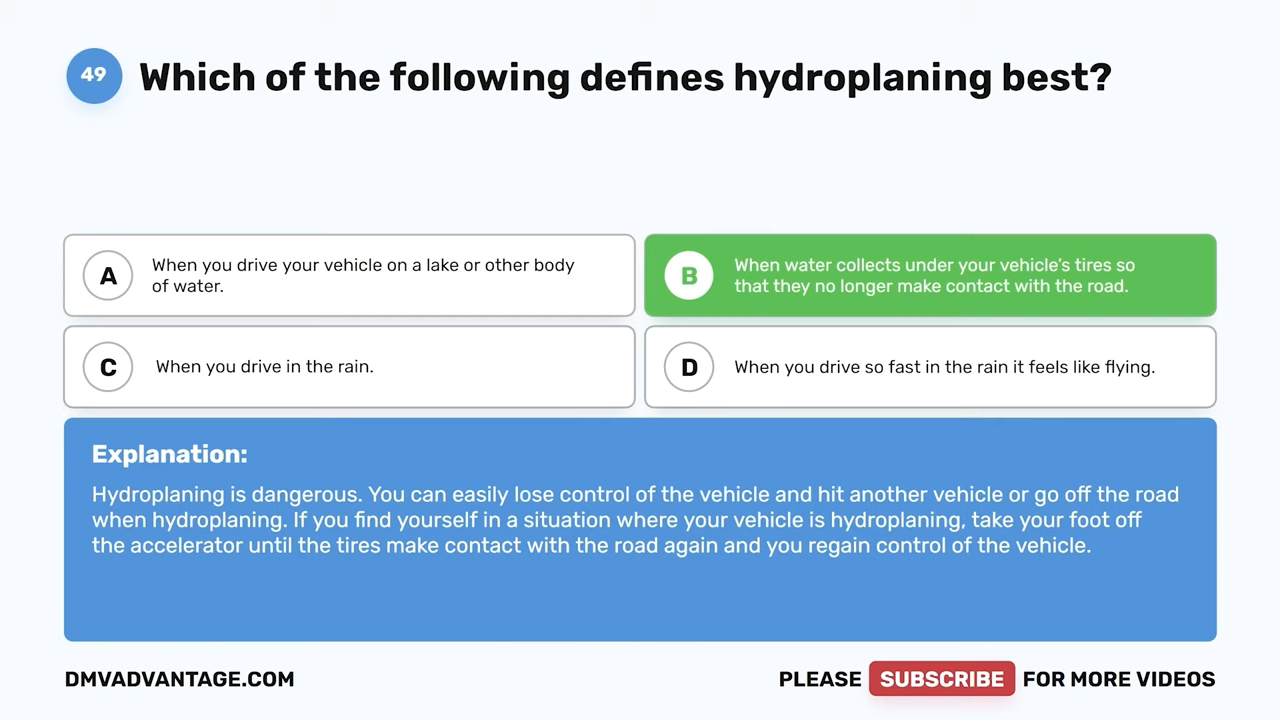 49
Which of the following defines hydroplaning best?
A
When you drive your vehicle on a lake or other body
of water.
B
When water collects under your vehicle's tires so
that they no longer make contact with the road.
C
When you drive in the rain.
D
When you drive so fast in the rain it feels like flying.
Explanation:
Hydroplaning is dangerous. You can easily lose control of the vehicle and hit another vehicle or go off the road
when hydroplaning. If you find yourself in a situation where your vehicle is hydroplaning, take your foot off
the accelerator until the tires make contact with the road again and you regain control of the vehicle.
DMVADVANTAGE.COM
PLEASE SUBSCRIBE FOR MORE VIDEOS